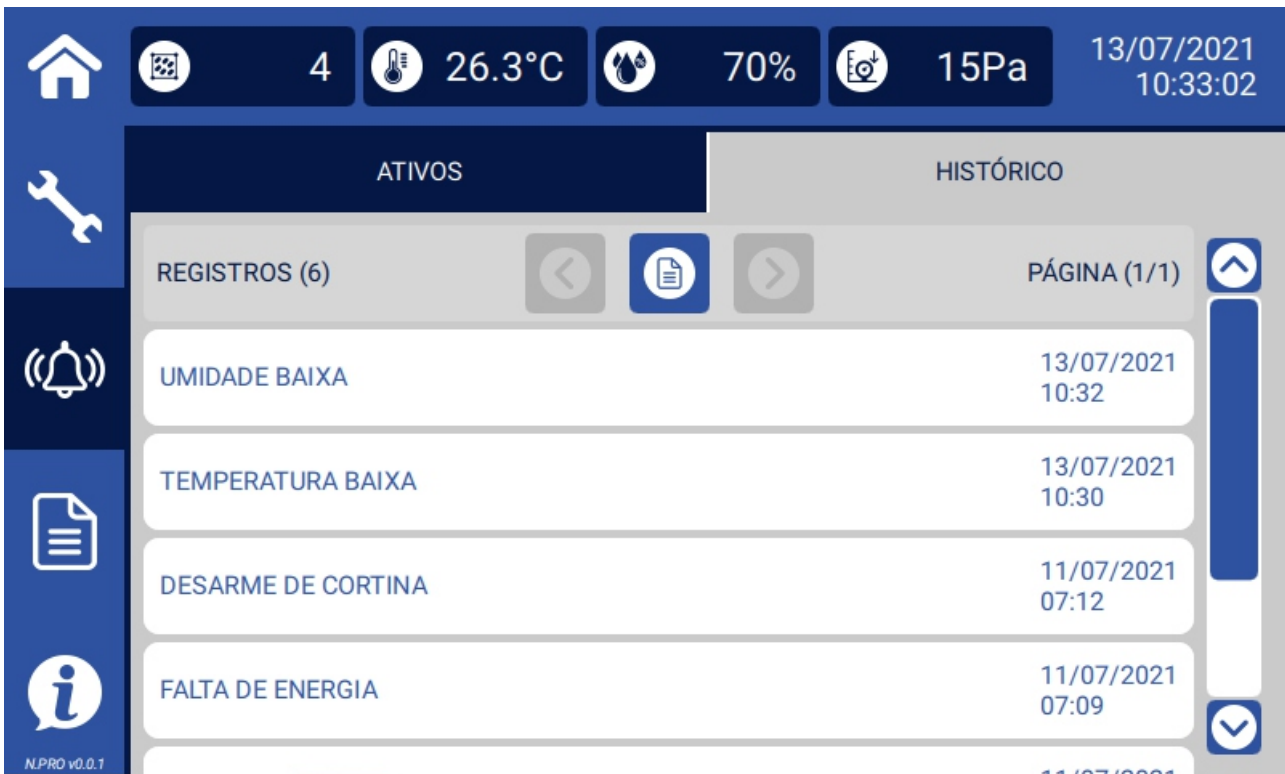 4
26.3°C
70%
15Pa
13/07/2021
10:33:02
ATIVOS
HISTÓRICO
REGISTROS (6)
PÁGINA (1/1)
UMIDADE BAIXA
13/07/2021
10:32
TEMPERATURA BAIXA
13/07/2021
10:30
DESARME DE CORTINA
11/07/2021
07:12
FALTA DE ENERGIA
11/07/2021
07:09
N.PRO v0.0.1